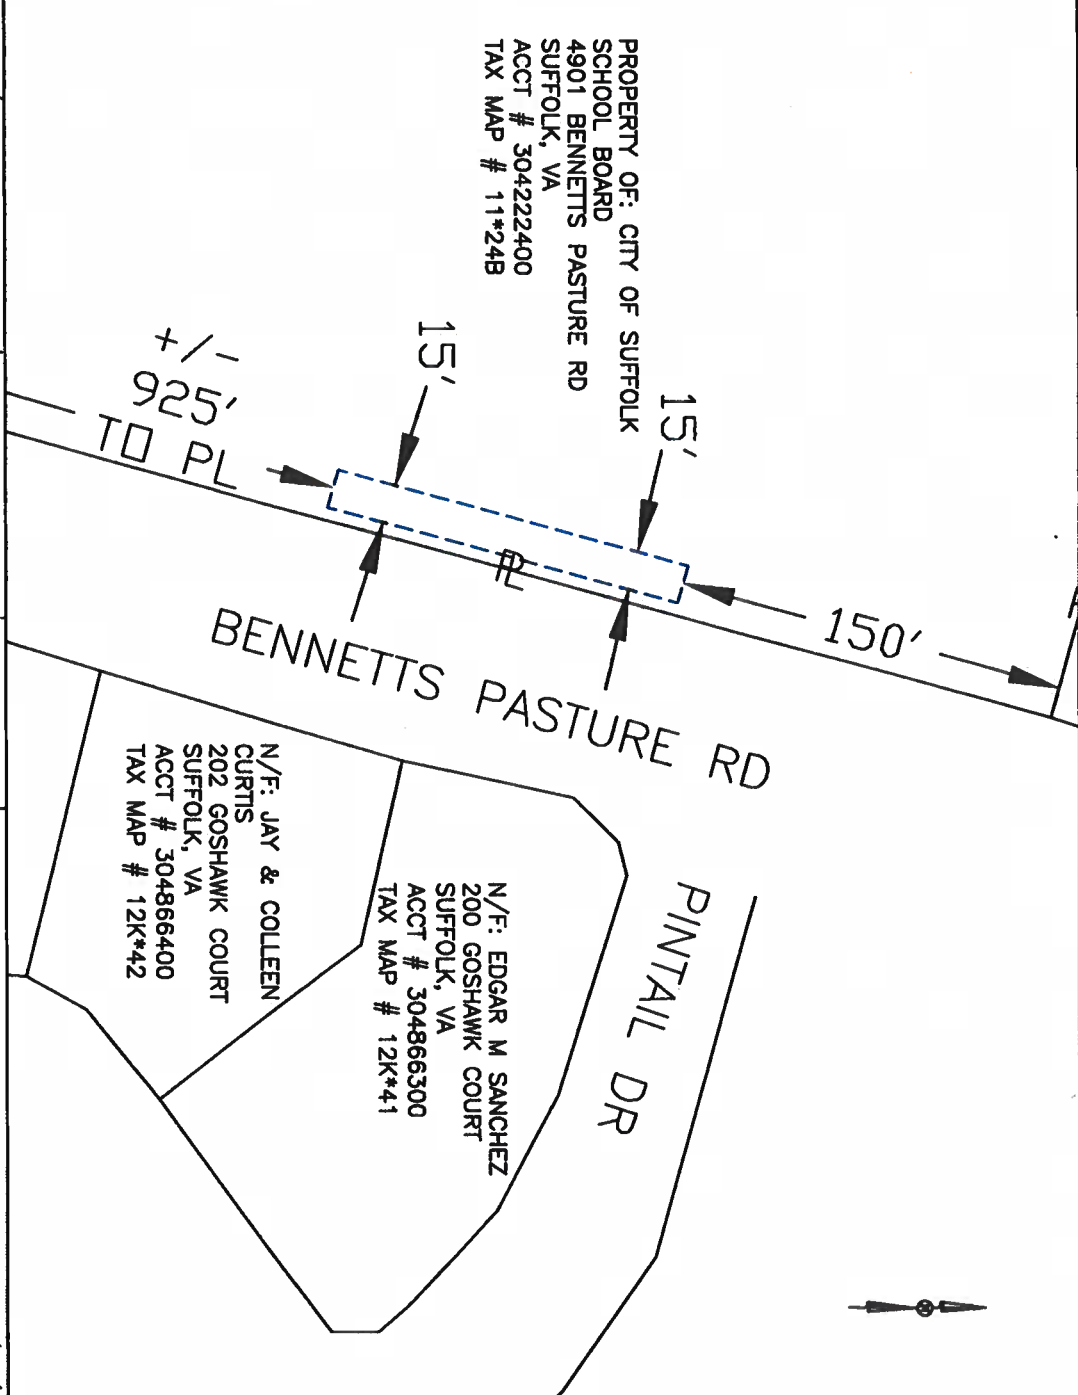 PROPERTY OF: CITY OF SUFFOLK
SCHOOL BOARD
4901 BENNETTS PASTURE RD
SUFFOLK, VA
ACCT # 304222400
TAX MAP # 11*24B
15'
15'
+/-
925'
TO PL
PL
150'
BENNETTS PASTURE RD
PINTAIL DR
N/F: JAY & COLLEEN
CURTIS
202 GOSHAWK COURT
SUFFOLK, VA
ACCT # 304866400
TAX MAP # 12K*42
N/F: EDGAR M SANCHEZ
200 GOSHAWK COURT
SUFFOLK, VA
ACCT # 304866300
TAX MAP # 12K*41